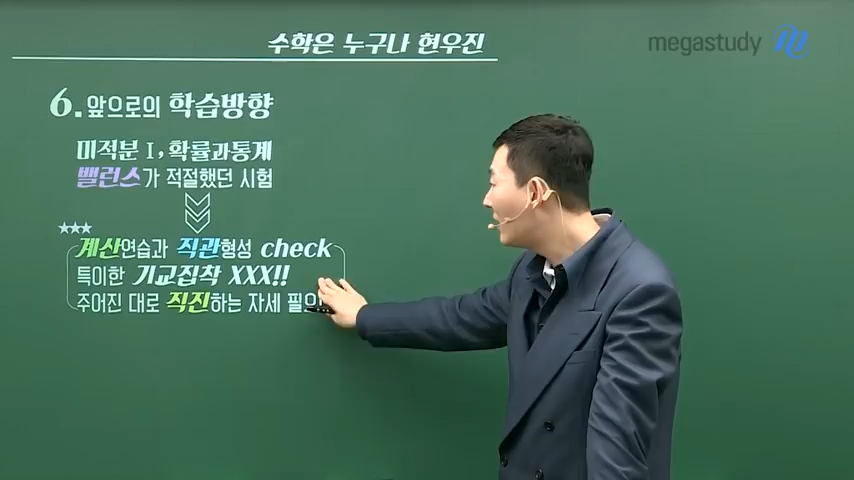 수학은 누구나 현우진
megastudy
6. 앞으로의 학습방향
미적분 I, 확률과통계
밸런스가 적절했던 시험
계산연습과 직관형성 check
특이한 기교집착 XXX!!
주어진 대로 직진하는 자세 필요